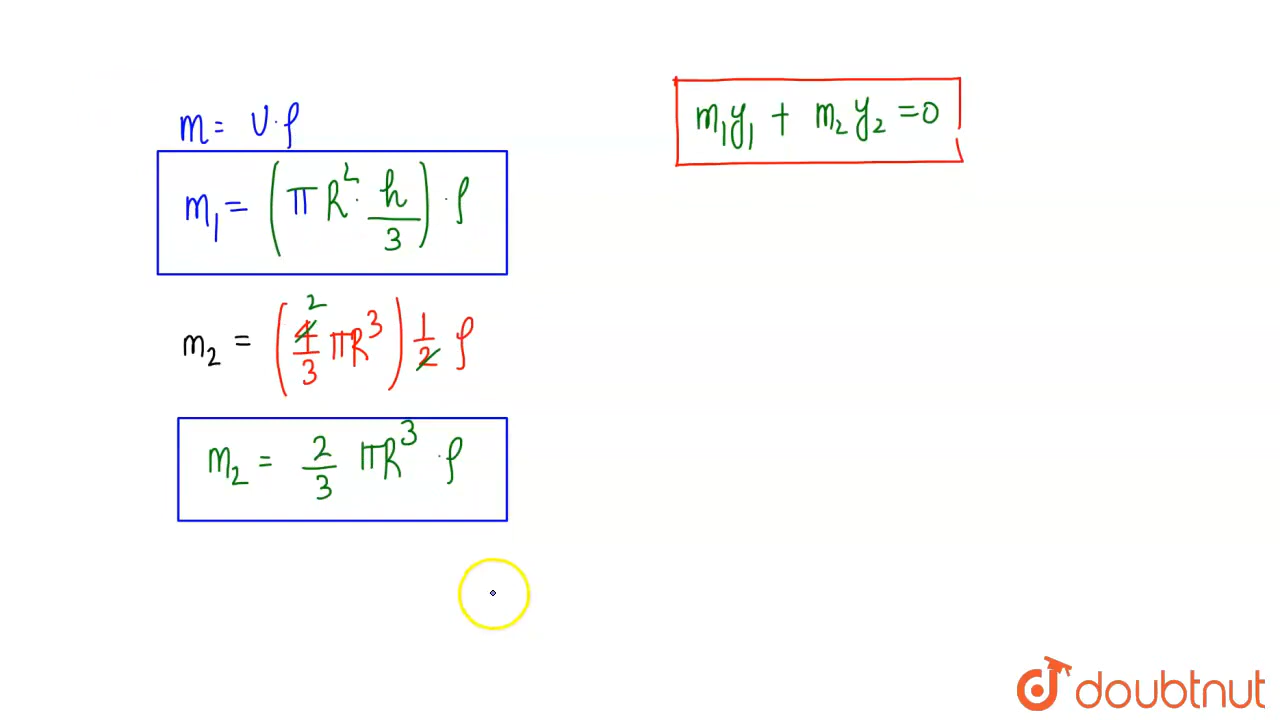 m = V · ρ
m₁ = (πR² · h/3) · ρ
m₂ = (4/3 πR³) 1/2 ρ
2
m₂ = 2/3 πR³ · ρ
m₁y₁ + m₂y₂ = 0
doubtnut